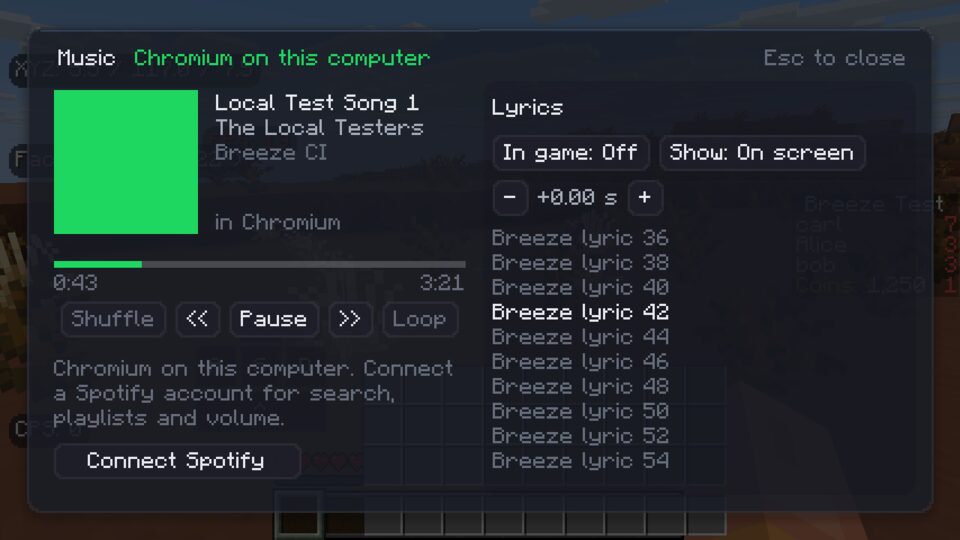 Music Chromium on this computer
Esc to close
Local Test Song 1
The Local Testers
Breeze CI
in Chromium
0:43
3:21
Shuffle
<<
Pause
>>
Loop
Chromium on this computer. Connect
a Spotify account for search,
playlists and volume.
Connect Spotify
Lyrics
In game: Off
Show: On screen
- +0.00 s +
Breeze lyric 36
Breeze lyric 38
Breeze lyric 40
Breeze lyric 42
Breeze lyric 44
Breeze lyric 46
Breeze lyric 48
Breeze lyric 50
Breeze lyric 52
Breeze lyric 54
Breeze Test
carl
Alice
bob
Coins: 1,250